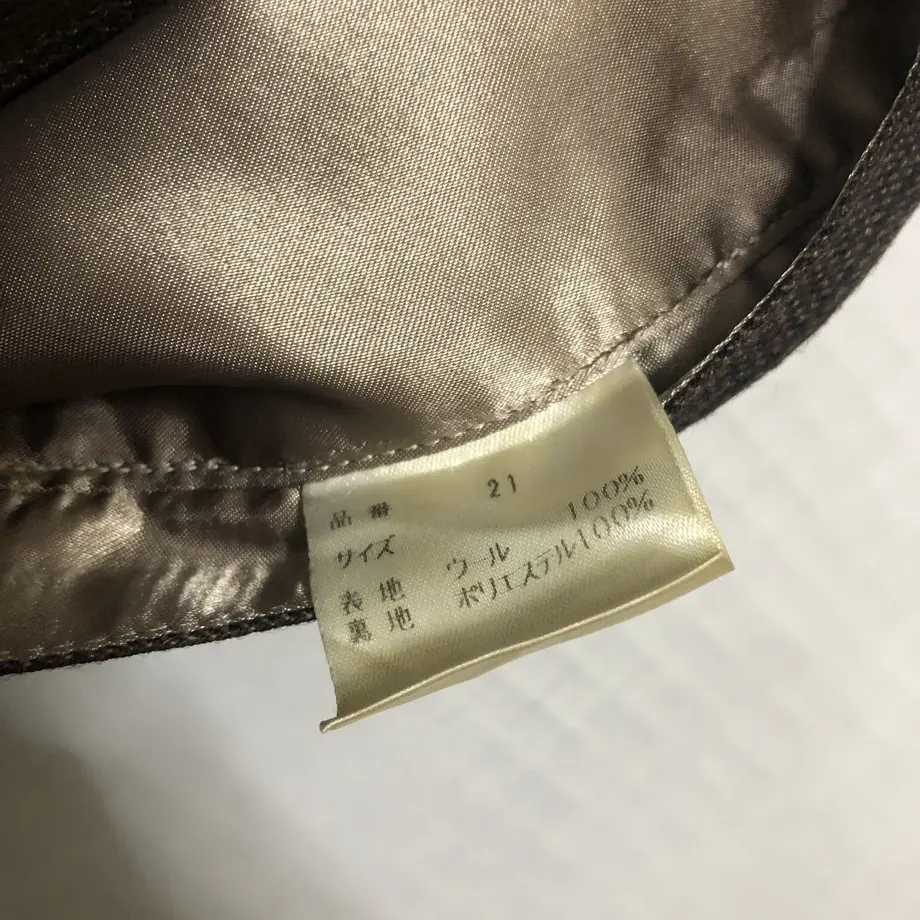 品番 21
サイズ
表地 ウール 100%
裏地 ポリエステル100%